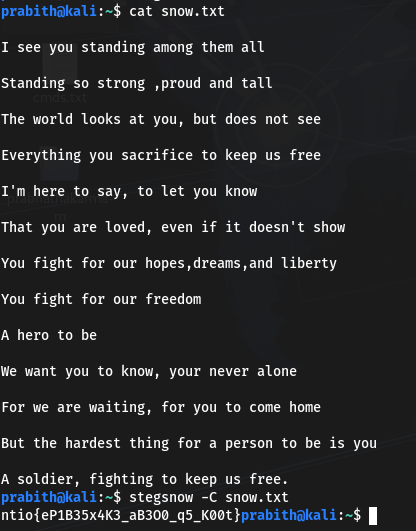 prabith@kali:~$ cat snow.txt
I see you standing among them all
Standing so strong ,proud and tall
The world looks at you, but does not see
Everything you sacrifice to keep us free
I'm here to say, to let you know
That you are loved, even if it doesn't show
You fight for our hopes,dreams,and liberty
You fight for our freedom
A hero to be
We want you to know, your never alone
For we are waiting, for you to come home
But the hardest thing for a person to be is you
A soldier, fighting to keep us free.
prabith@kali:~$ stegsnow -C snow.txt
ntio{eP1B35x4K3_aB3O0_q5_K00t}prabith@kali:~$